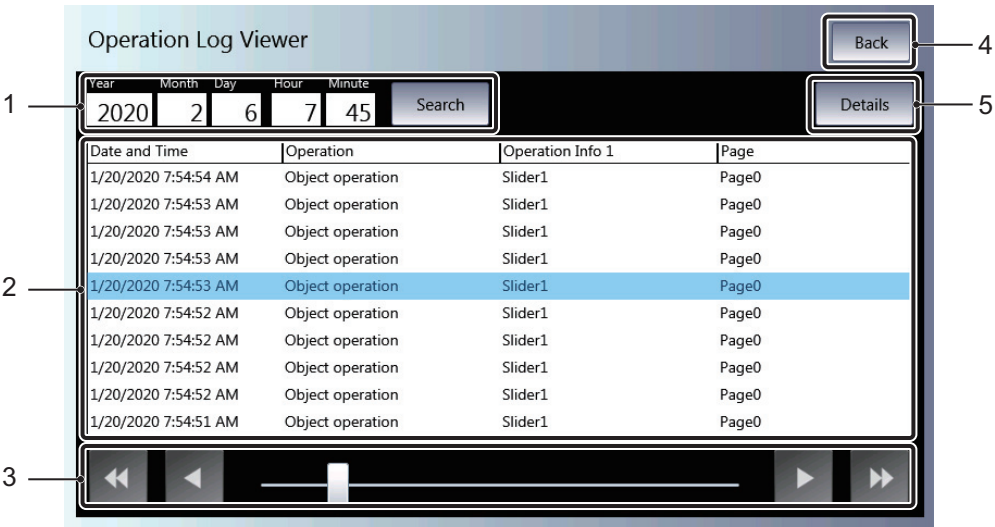 Operation Log Viewer
Back
4
Year Month Day Hour Minute
1
2020 2 6 7 45 Search
Details
5
Date and Time Operation Operation Info 1 Page
1/20/2020 7:54:54 AM Object operation Slider1 Page0
1/20/2020 7:54:53 AM Object operation Slider1 Page0
1/20/2020 7:54:53 AM Object operation Slider1 Page0
1/20/2020 7:54:53 AM Object operation Slider1 Page0
2
1/20/2020 7:54:53 AM Object operation Slider1 Page0
1/20/2020 7:54:52 AM Object operation Slider1 Page0
1/20/2020 7:54:52 AM Object operation Slider1 Page0
1/20/2020 7:54:52 AM Object operation Slider1 Page0
1/20/2020 7:54:52 AM Object operation Slider1 Page0
1/20/2020 7:54:51 AM Object operation Slider1 Page0
3